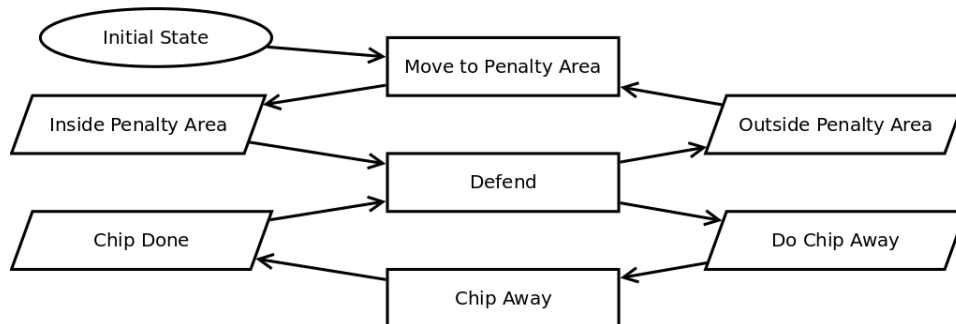 Initial State
Move to Penalty Area
Inside Penalty Area
Outside Penalty Area
Defend
Chip Done
Do Chip Away
Chip Away